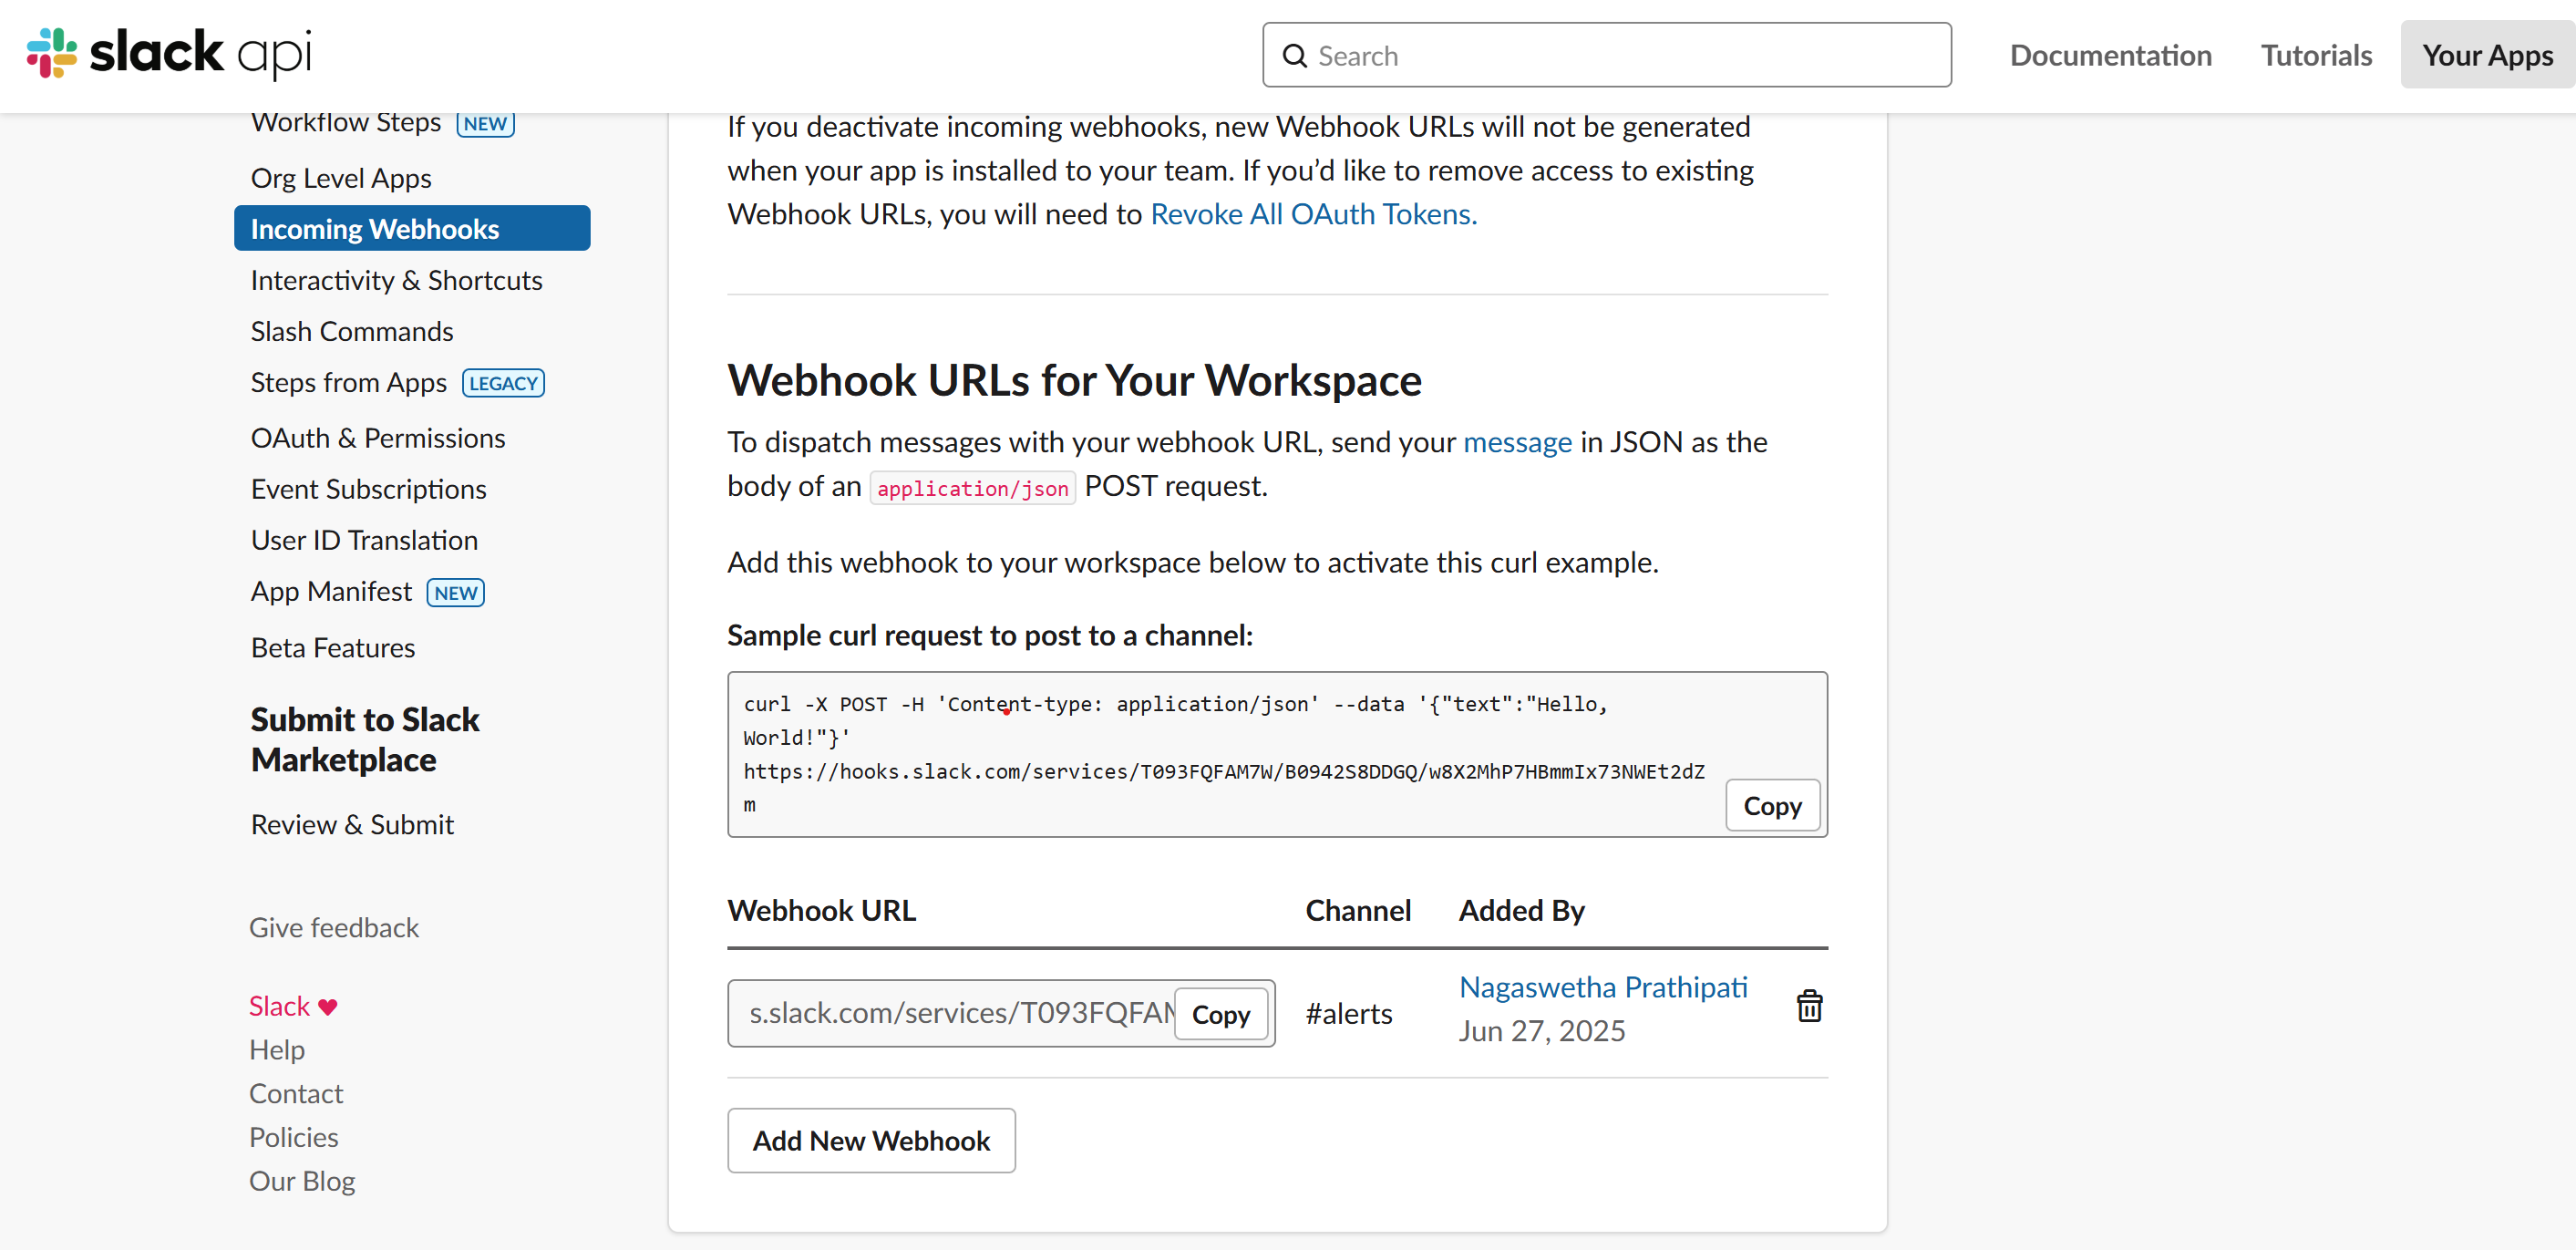 slack api
Search
Documentation
Tutorials
Your Apps
Workflow Steps NEW
Org Level Apps
Incoming Webhooks
Interactivity & Shortcuts
Slash Commands
Steps from Apps LEGACY
OAuth & Permissions
Event Subscriptions
User ID Translation
App Manifest NEW
Beta Features
Submit to Slack
Marketplace
Review & Submit
Give feedback
Slack ♥
Help
Contact
Policies
Our Blog
If you deactivate incoming webhooks, new Webhook URLs will not be generated
when your app is installed to your team. If you’d like to remove access to existing
Webhook URLs, you will need to Revoke All OAuth Tokens.
Webhook URLs for Your Workspace
To dispatch messages with your webhook URL, send your message in JSON as the
body of an application/json POST request.
Add this webhook to your workspace below to activate this curl example.
Sample curl request to post to a channel:
curl -X POST -H 'Content-type: application/json' --data '{"text":"Hello,
World!"}'
https://hooks.slack.com/services/T093FQFAM7W/B0942S8DDGQ/w8X2MhP7HBmmIx73NWEt2dZ
m
Copy
Webhook URL Channel Added By
s.slack.com/services/T093FQFAM Copy #alerts Nagaswetha Prathipati
Jun 27, 2025
Add New Webhook